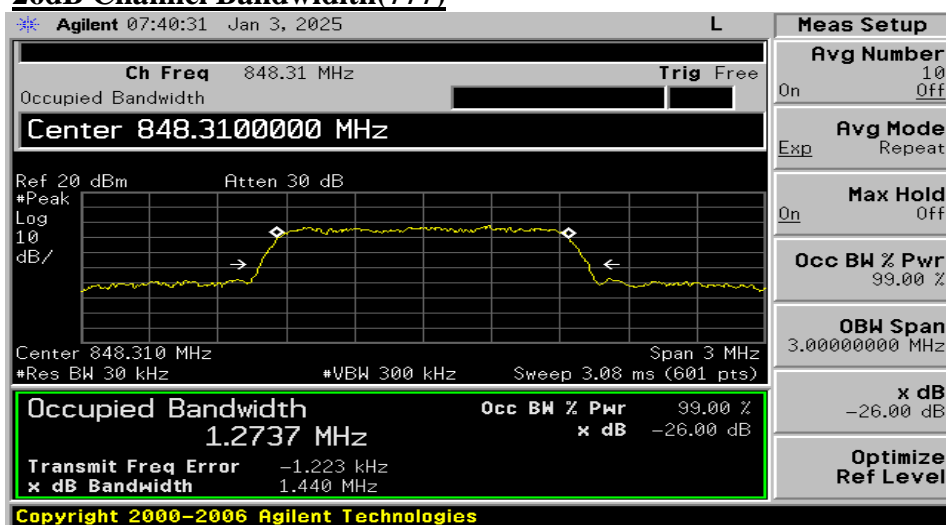 26dB Channel Bandwidth(777)
Agilent 07:40:31 Jan 3, 2025 L
Meas Setup
Ch Freq 848.31 MHz Trig Free
Occupied Bandwidth
Center 848.3100000 MHz
Ref 20 dBm Atten 30 dB
#Peak
Log
10
dB/
Center 848.310 MHz Span 3 MHz
#Res BW 30 kHz #VBW 300 kHz Sweep 3.08 ms (601 pts)
Occupied Bandwidth Occ BW % Pwr 99.00 %
1.2737 MHz x dB -26.00 dB
Transmit Freq Error -1.223 kHz
x dB Bandwidth 1.440 MHz
Avg Number
10
On Off
Avg Mode
Exp Repeat
Max Hold
On Off
Occ BW % Pwr
99.00 %
OBW Span
3.00000000 MHz
x dB
-26.00 dB
Optimize
Ref Level
Copyright 2000-2006 Agilent Technologies